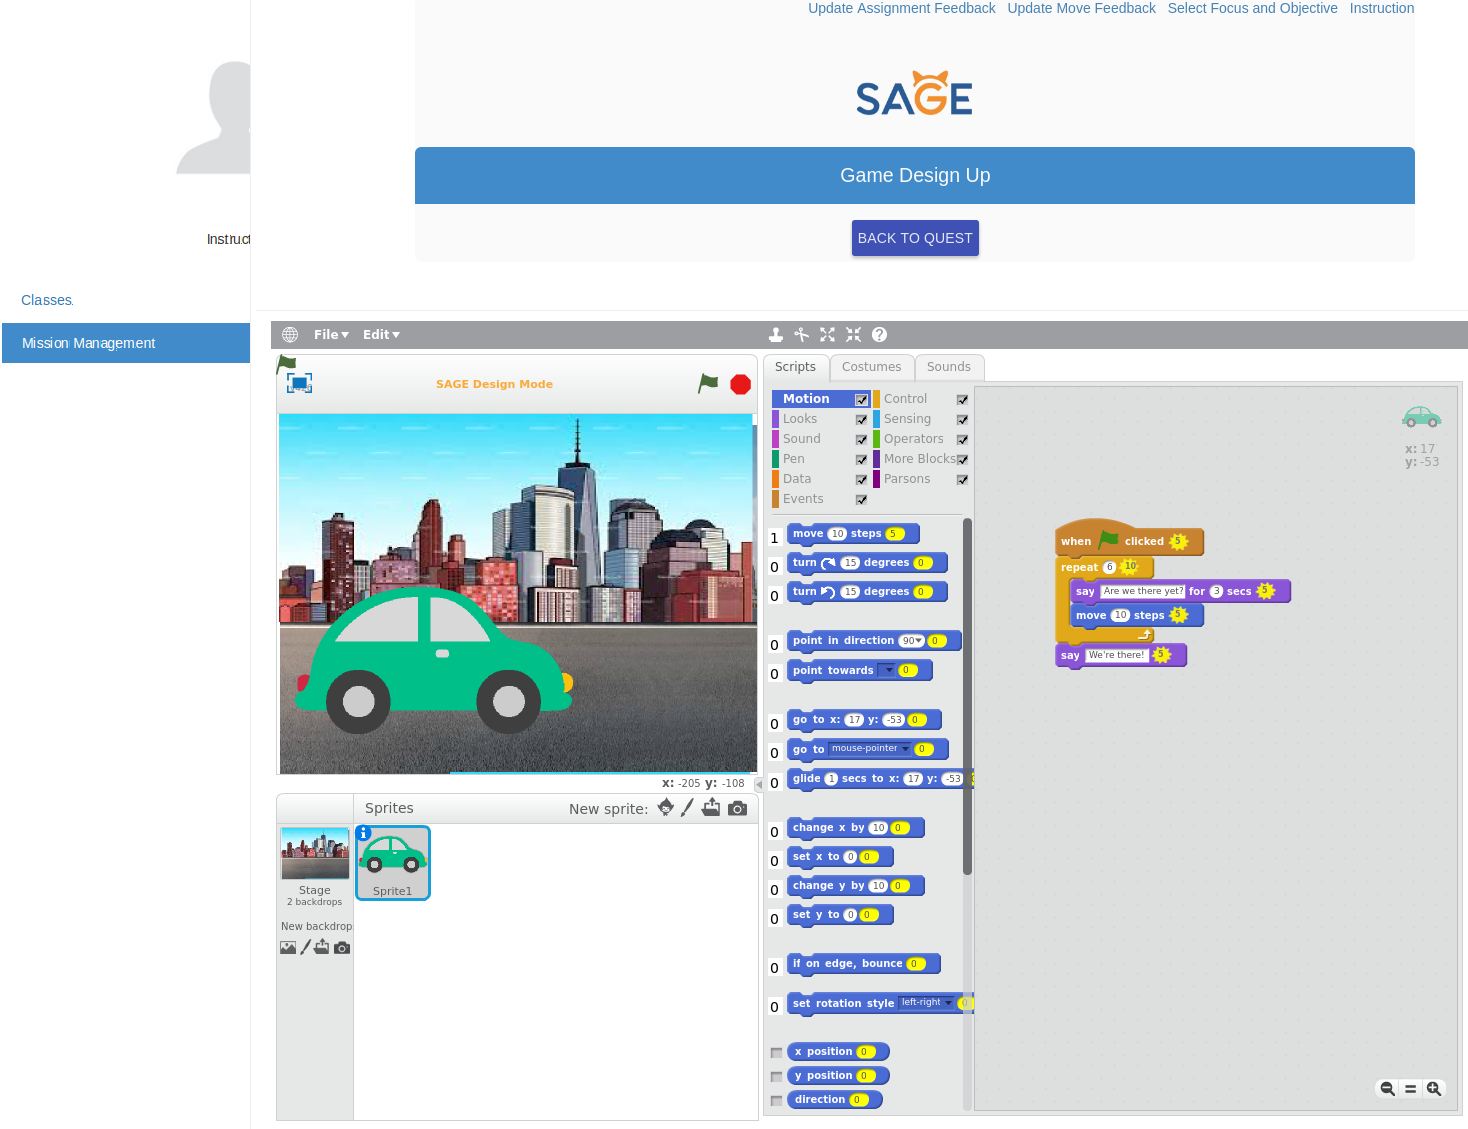 Update Assignment Feedback Update Move Feedback Select Focus and Objective Instruction
SAGE
Game Design Up
BACK TO QUEST
Instruct
Classes
Mission Management
File Edit
SAGE Design Mode
Scripts Costumes Sounds
Motion Control
Looks Sensing
Sound Operators
Pen More Blocks
Data Parsons
Events
x: 17
y: -53
1 move 10 steps 5
0 turn 15 degrees 0
0 turn 15 degrees 0
0 point in direction 90 0
0 point towards 0
0 go to x: 17 y: -53 0
0 go to mouse-pointer 0
0 glide 1 secs to x: 17 y: -53
0 change x by 10 0
0 set x to 0 0
0 change y by 10 0
0 set y to 0 0
0 if on edge, bounce 0
0 set rotation style left-right 0
x position 0
y position 0
direction 0
when clicked 5
repeat 6 10
say Are we there yet? for 3 secs 5
move 10 steps 5
say We're there! 5
x: -205 y: -108
Sprites New sprite:
Stage
2 backdrops
New backdrop
Sprite1